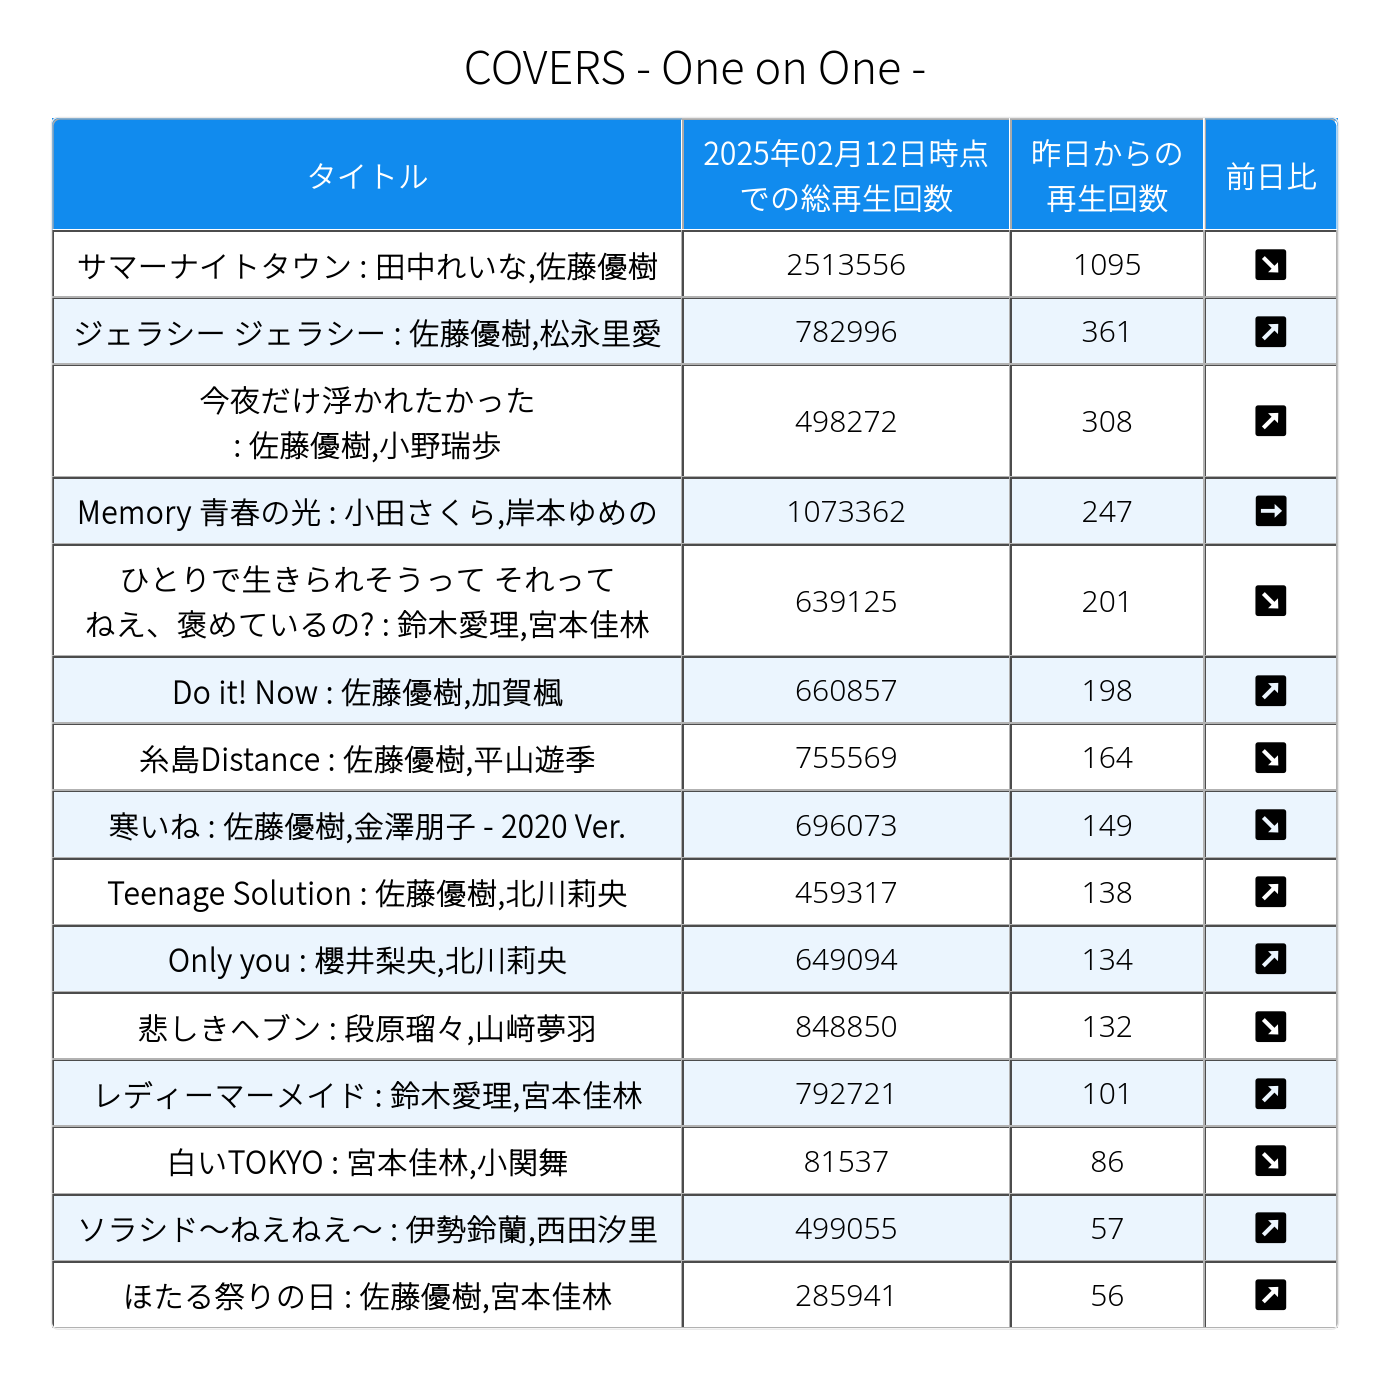 COVERS - One on One -
タイトル
2025年02月12日時点
での総再生回数
昨日からの
再生回数
前日比
サマーナイトタウン : 田中れいな,佐藤優樹 2513556 1095 ↘
ジェラシー ジェラシー : 佐藤優樹,松永里愛 782996 361 ↗
今夜だけ浮かれたかった
: 佐藤優樹,小野瑞歩 498272 308 ↗
Memory 青春の光 : 小田さくら,岸本ゆめの 1073362 247 →
ひとりで生きられそうって それって
ねえ、褒めているの? : 鈴木愛理,宮本佳林 639125 201 ↘
Do it! Now : 佐藤優樹,加賀楓 660857 198 ↗
糸島Distance : 佐藤優樹,平山遊季 755569 164 ↘
寒いね : 佐藤優樹,金澤朋子 - 2020 Ver. 696073 149 ↘
Teenage Solution : 佐藤優樹,北川莉央 459317 138 ↗
Only you : 櫻井梨央,北川莉央 649094 134 ↗
悲しきヘブン : 段原瑠々,山﨑夢羽 848850 132 ↘
レディーマーメイド : 鈴木愛理,宮本佳林 792721 101 ↗
白いTOKYO : 宮本佳林,小関舞 81537 86 ↘
ソラシド〜ねえねえ〜 : 伊勢鈴蘭,西田汐里 499055 57 ↗
ほたる祭りの日 : 佐藤優樹,宮本佳林 285941 56 ↗